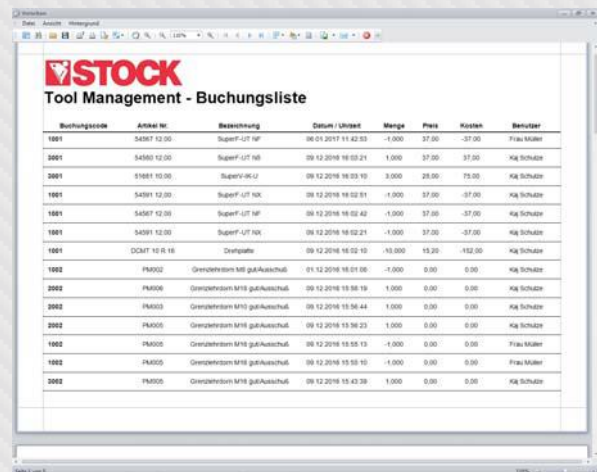 Datei Ansicht Hintergrund
100%
STOCK
Tool Management - Buchungsliste
Buchungscode Artikel Nr. Bezeichnung Datum / Uhrzeit Menge Preis Kosten Benutzer
1001 54567 12,00 SuperF-UT NF 06.01.2017 11:42:53 -1,000 37,00 -37,00 Frau Müller
3001 54560 12,00 SuperF-UT 09.12.2016 16:03:21 1,000 37,00 37,00 Kaj Schulze
3001 51681 10,00 SuperV-IK-U 09.12.2016 16:03:10 3,000 25,00 75,00 Kaj Schulze
1001 54591 12,00 SuperF-UT NX 09.12.2016 16:02:51 -1,000 37,00 -37,00 Kaj Schulze
1001 54567 12,00 SuperF-UT NF 09.12.2016 16:02:42 -1,000 37,00 -37,00 Kaj Schulze
1001 54591 12,00 SuperF-UT NX 09.12.2016 16:02:21 -1,000 37,00 -37,00 Kaj Schulze
1001 DCMT 10 R 16 Drehplatte 09.12.2016 16:02:10 -10,000 15,20 -152,00 Kaj Schulze
1002 PM002 Grenzlehrdorn M8 gut/Ausschuß 01.12.2016 16:01:06 -1,000 0,00 0,00 Kaj Schulze
2002 PM006 Grenzlehrdorn M18 gut/Ausschuß 09.12.2016 15:58:19 1,000 0,00 0,00 Kaj Schulze
2002 PM003 Grenzlehrdorn M10 gut/Ausschuß 09.12.2016 15:56:44 1,000 0,00 0,00 Kaj Schulze
2002 PM005 Grenzlehrdorn M16 gut/Ausschuß 09.12.2016 15:56:23 1,000 0,00 0,00 Kaj Schulze
1002 PM005 Grenzlehrdorn M16 gut/Ausschuß 09.12.2016 15:55:13 -1,000 0,00 0,00 Frau Müller
1002 PM005 Grenzlehrdorn M16 gut/Ausschuß 09.12.2016 15:55:10 -1,000 0,00 0,00 Frau Müller
3002 PM005 Grenzlehrdorn M16 gut/Ausschuß 09.12.2016 15:43:39 1,000 0,00 0,00 Kaj Schulze